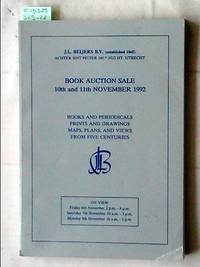 J.L. BEIJERS B.V. (established 1865)
ACHTER SINT PIETER 140 * 3512 HT UTRECHT
BOOK AUCTION SALE
10th and 11th NOVEMBER 1992
BOOKS AND PERIODICALS
PRINTS AND DRAWINGS
MAPS, PLANS, AND VIEWS
FROM FIVE CENTURIES
ON VIEW
Friday 6th November 2 p.m. - 8 p.m.
Saturday 7th November 10 a.m. - 5 p.m.
Monday 9th November 10 a.m. - 1 p.m.